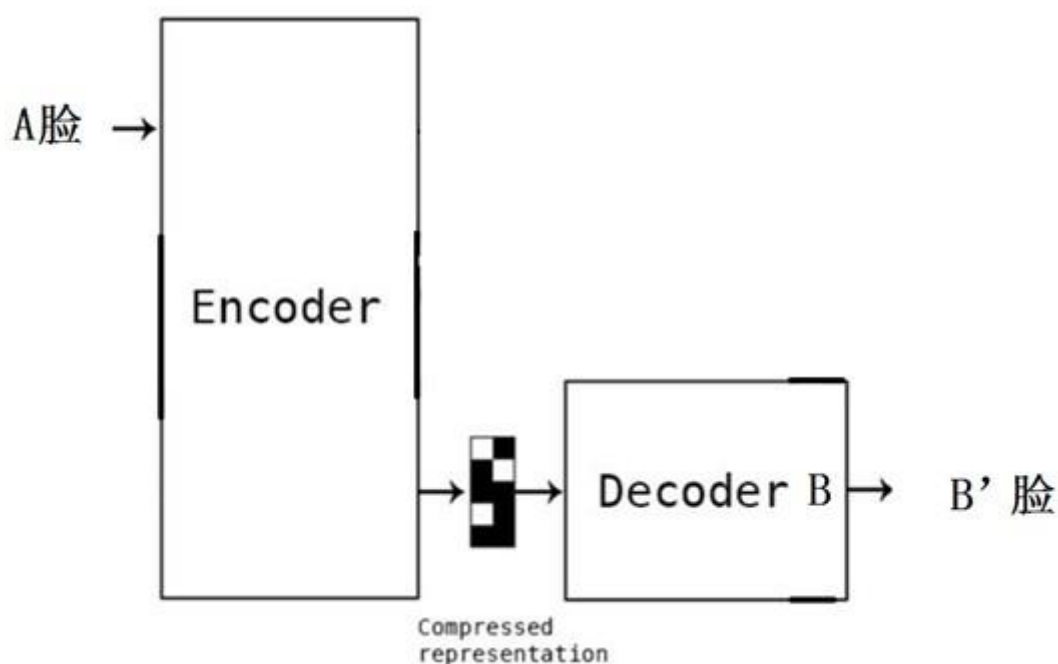 A脸
Encoder
Decoder B
B’脸
Compressed
representation